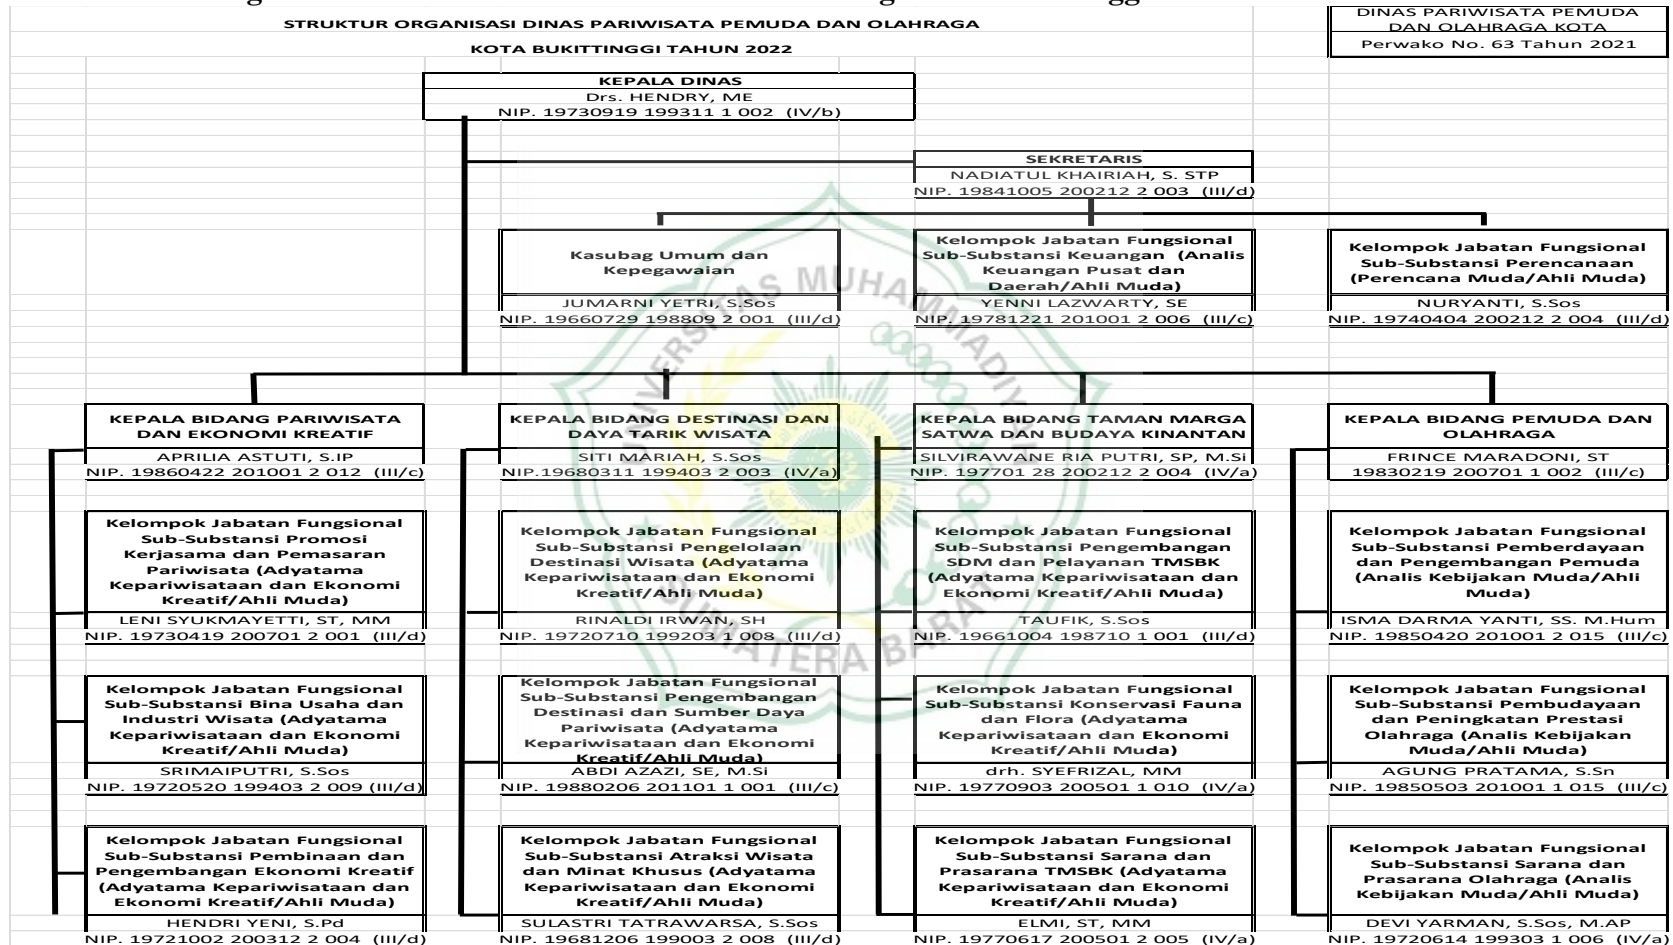 STRUKTUR ORGANISASI DINAS PARIWISATA PEMUDA DAN OLAHRAGA
KOTA BUKITTINGGI TAHUN 2022
DINAS PARIWISATA PEMUDA
DAN OLAHRAGA KOTA
Perwako No. 63 Tahun 2021
KEPALA DINAS
Drs. HENDRY, ME
NIP. 19730919 199311 1 002 (IV/b)
SEKRETARIS
NADIATUL KHAIRIAH, S. STP
NIP. 19841005 200212 2 003 (III/d)
Kasubag Umum dan
Kepegawaian
JUMARNI YETRI, S.Sos
NIP. 19660729 198809 2 001 (III/d)
Kelompok Jabatan Fungsional
Sub-Substansi Keuangan (Analis
Keuangan Pusat dan
Daerah/Ahli Muda)
YENNI LAZWARTY, SE
NIP. 19781221 201001 2 006 (III/c)
Kelompok Jabatan Fungsional
Sub-Substansi Perencanaan
(Perencana Muda/Ahli Muda)
NURYANTI, S.Sos
NIP. 19740404 200212 2 004 (III/d)
KEPALA BIDANG PARIWISATA
DAN EKONOMI KREATIF
APRILIA ASTUTI, S.IP
NIP. 19860422 201001 2 012 (III/c)
Kelompok Jabatan Fungsional
Sub-Substansi Promosi
Kerjasama dan Pemasaran
Pariwisata (Adyatama
Kepariwisataan dan Ekonomi
Kreatif/Ahli Muda)
LENI SYUKMAYETTI, ST, MM
NIP. 19730419 200701 2 001 (III/d)
Kelompok Jabatan Fungsional
Sub-Substansi Bina Usaha dan
Industri Wisata (Adyatama
Kepariwisataan dan Ekonomi
Kreatif/Ahli Muda)
SRIMAIPUTRI, S.Sos
NIP. 19720520 199403 2 009 (III/d)
Kelompok Jabatan Fungsional
Sub-Substansi Pembinaan dan
Pengembangan Ekonomi Kreatif
(Adyatama Kepariwisataan dan
Ekonomi Kreatif/Ahli Muda)
HENDRI YENI, S.Pd
NIP. 19721002 200312 2 004 (III/d)
KEPALA BIDANG DESTINASI DAN
DAYA TARIK WISATA
SITI MARIAH, S.Sos
NIP.19680311 199403 2 003 (IV/a)
Kelompok Jabatan Fungsional
Sub-Substansi Pengelolaan
Destinasi Wisata (Adyatama
Kepariwisataan dan Ekonomi
Kreatif/Ahli Muda)
RINALDI IRWAN, SH
NIP. 19720710 199203 1 008 (III/d)
Kelompok Jabatan Fungsional
Sub-Substansi Pengembangan
Destinasi dan Sumber Daya
Pariwisata (Adyatama
Kepariwisataan dan Ekonomi
Kreatif/Ahli Muda)
ABDI AZAZI, SE, M.Si
NIP. 19880206 201101 1 001 (III/c)
Kelompok Jabatan Fungsional
Sub-Substansi Atraksi Wisata
dan Minat Khusus (Adyatama
Kepariwisataan dan Ekonomi
Kreatif/Ahli Muda)
SULASTRI TATRAWARSA, S.Sos
NIP. 19681206 199003 2 008 (III/d)
KEPALA BIDANG TAMAN MARGA
SATWA DAN BUDAYA KINANTAN
SILVIRAWANE RIA PUTRI, SP, M.Si
NIP. 197701 28 200212 2 004 (IV/a)
Kelompok Jabatan Fungsional
Sub-Substansi Pengembangan
SDM dan Pelayanan TMSBK
(Adyatama Kepariwisataan dan
Ekonomi Kreatif/Ahli Muda)
TAUFIK, S.Sos
NIP. 19661004 198710 1 001 (III/d)
Kelompok Jabatan Fungsional
Sub-Substansi Konservasi Fauna
dan Flora (Adyatama
Kepariwisataan dan Ekonomi
Kreatif/Ahli Muda)
drh. SYEFRIZAL, MM
NIP. 19770903 200501 1 010 (IV/a)
Kelompok Jabatan Fungsional
Sub-Substansi Sarana dan
Prasarana TMSBK (Adyatama
Kepariwisataan dan Ekonomi
Kreatif/Ahli Muda)
ELMI, ST, MM
NIP. 19770617 200501 2 005 (IV/a)
KEPALA BIDANG PEMUDA DAN
OLAHRAGA
FRINCE MARADONI, ST
19830219 200701 1 002 (III/c)
Kelompok Jabatan Fungsional
Sub-Substansi Pemberdayaan
dan Pengembangan Pemuda
(Analis Kebijakan Muda/Ahli
Muda)
ISMA DARMA YANTI, SS. M.Hum
NIP. 19850420 201001 2 015 (III/c)
Kelompok Jabatan Fungsional
Sub-Substansi Pembudayaan
dan Peningkatan Prestasi
Olahraga (Analis Kebijakan
Muda/Ahli Muda)
AGUNG PRATAMA, S.Sn
NIP. 19850503 201001 1 015 (III/c)
Kelompok Jabatan Fungsional
Sub-Substansi Sarana dan
Prasarana Olahraga (Analis
Kebijakan Muda/Ahli Muda)
DEVI YARMAN, S.Sos, M.AP
NIP. 19720614 199303 1 006 (IV/a)
UNIVERSITAS MUHAMMADIYAH
SUMATERA BARAT